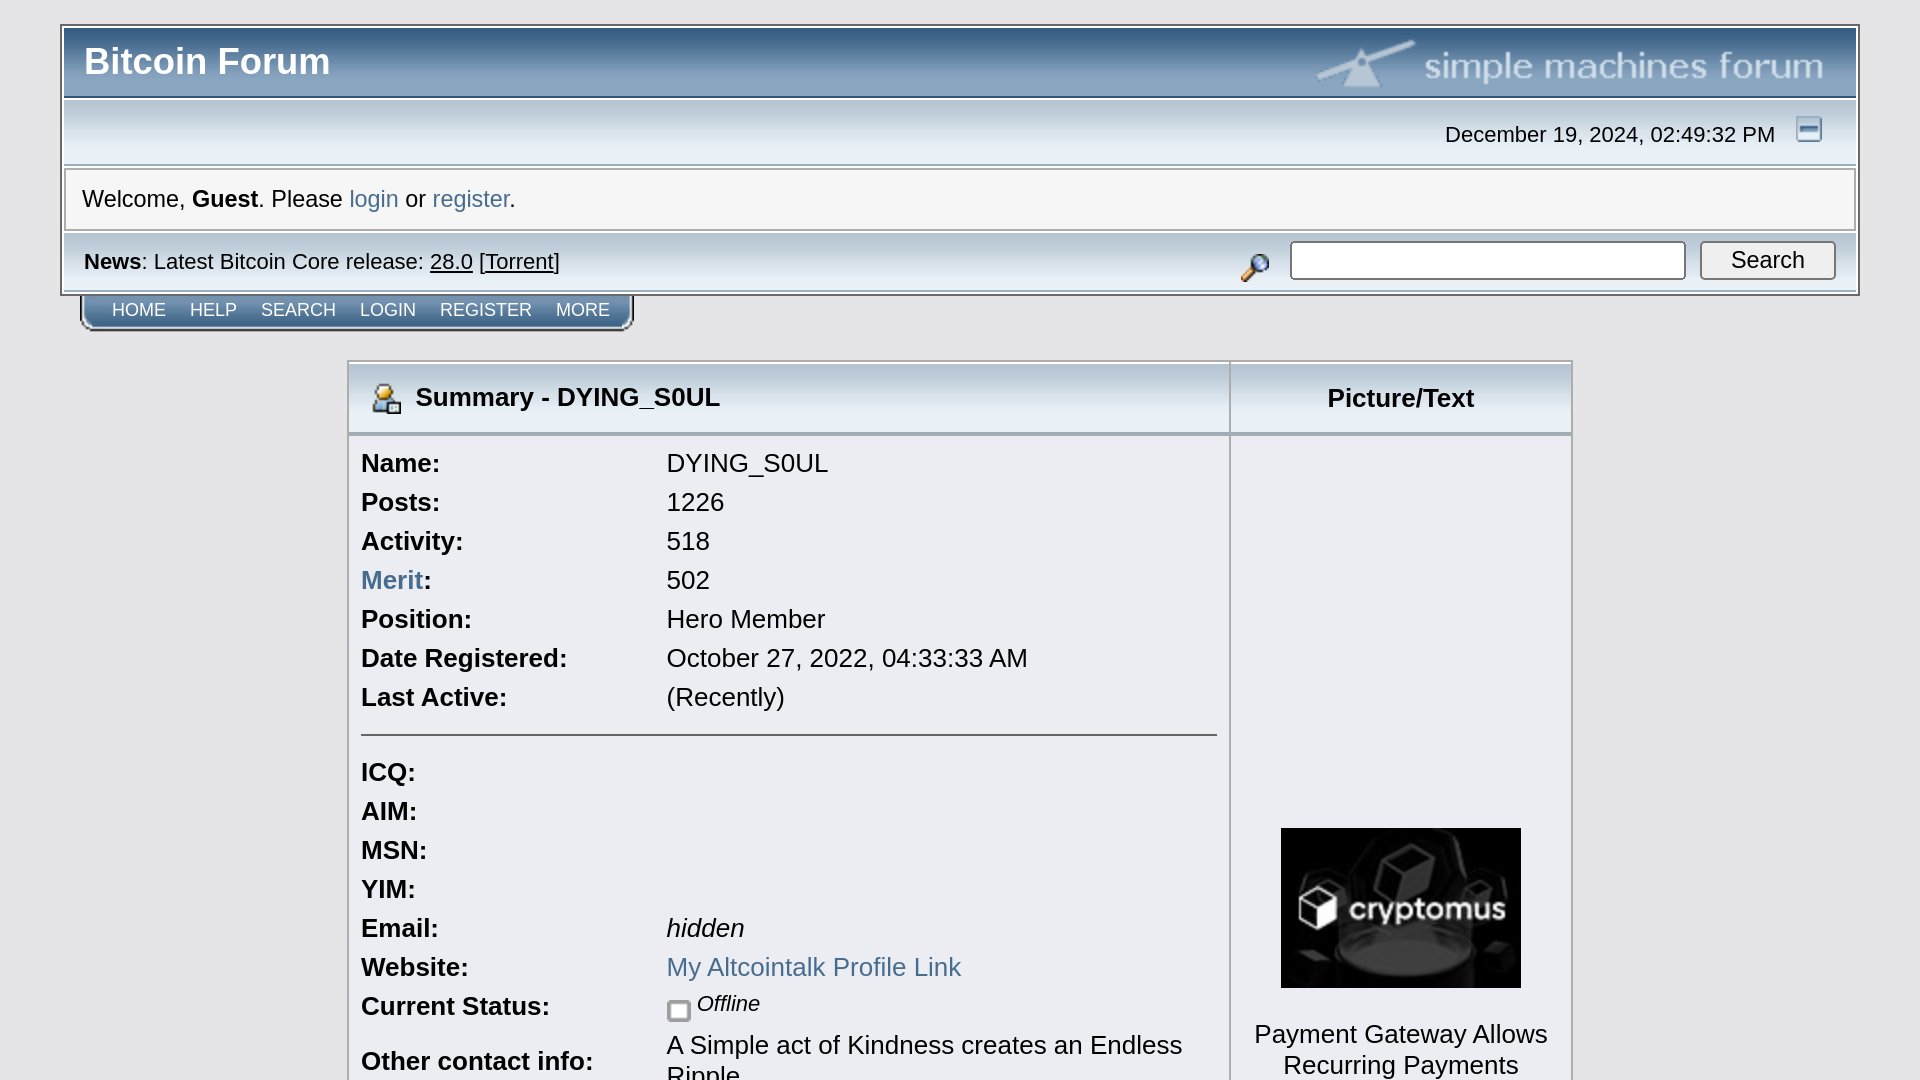 Bitcoin Forum
simple machines forum
December 19, 2024, 02:49:32 PM
Welcome, Guest. Please login or register.
News: Latest Bitcoin Core release: 28.0 [Torrent]
Search
HOME HELP SEARCH LOGIN REGISTER MORE
Summary - DYING_S0UL
Picture/Text
Name: DYING_S0UL
Posts: 1226
Activity: 518
Merit: 502
Position: Hero Member
Date Registered: October 27, 2022, 04:33:33 AM
Last Active: (Recently)
ICQ:
AIM:
MSN:
YIM:
Email: hidden
Website: My Altcointalk Profile Link
Current Status: Offline
Other contact info: A Simple act of Kindness creates an Endless
Ripple
cryptomus
Payment Gateway Allows
Recurring Payments